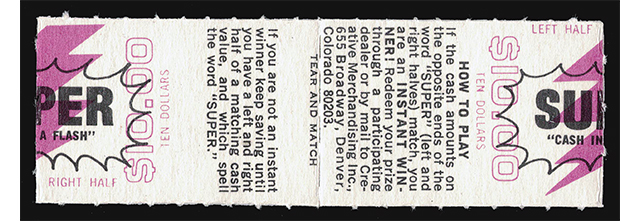 PER
A FLASH"
RIGHT HALF
$10.00
TEN DOLLARS
HOW TO PLAY
If the cash amounts on
the opposite ends of the
word "SUPER" (left and
right halves) match, you
are an INSTANT WIN-
NER! Redeem your prize
through a participating
dealer or by mail to Cre-
ative Merchandising Inc.,
655 Broadway, Denver,
Colorado 80203.
TEAR AND MATCH
If you are not an instant
winner keep saving until
you have a left and right
half of a matching cash
value, and which spell
the word "SUPER."
$10.00
TEN DOLLARS
LEFT HALF
SU
"CASH IN